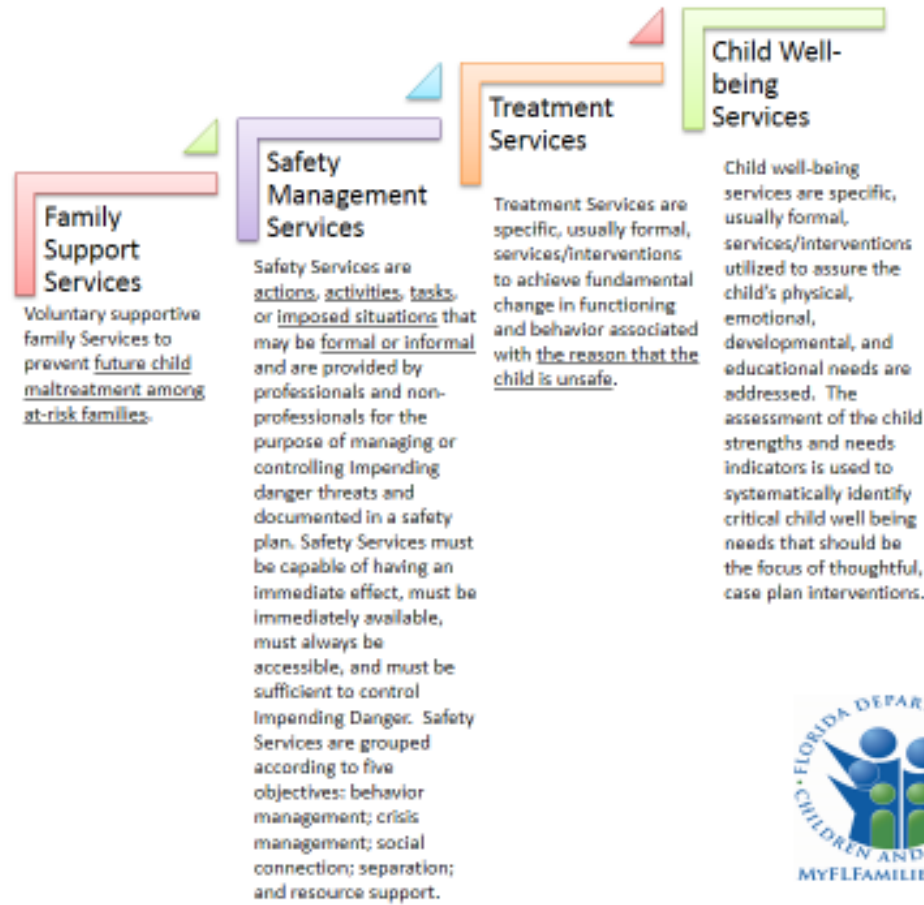 Family
Support
Services
Voluntary supportive
family Services to
prevent future child
maltreatment among
at-risk families.
Safety
Management
Services
Safety Services are
actions, activities, tasks,
or imposed situations that
may be formal or informal
and are provided by
professionals and non-
professionals for the
purpose of managing or
controlling Impending
danger threats and
documented in a safety
plan. Safety Services must
be capable of having an
immediate effect, must be
immediately available,
must always be
accessible, and must be
sufficient to control
Impending Danger. Safety
Services are grouped
according to five
objectives: behavior
management; crisis
management; social
connection; separation;
and resource support.
Treatment
Services
Treatment Services are
specific, usually formal,
services/interventions
to achieve fundamental
change in functioning
and behavior associated
with the reason that the
child is unsafe.
Child Well-
being
Services
Child well-being
services are specific,
usually formal,
services/interventions
utilized to assure the
child's physical,
emotional,
developmental, and
educational needs are
addressed. The
assessment of the child
strengths and needs
indicators is used to
systematically identify
critical child well being
needs that should be
the focus of thoughtful,
case plan interventions.
FLORIDA DEPAR
CHILDREN AND
MYFLFAMILIE